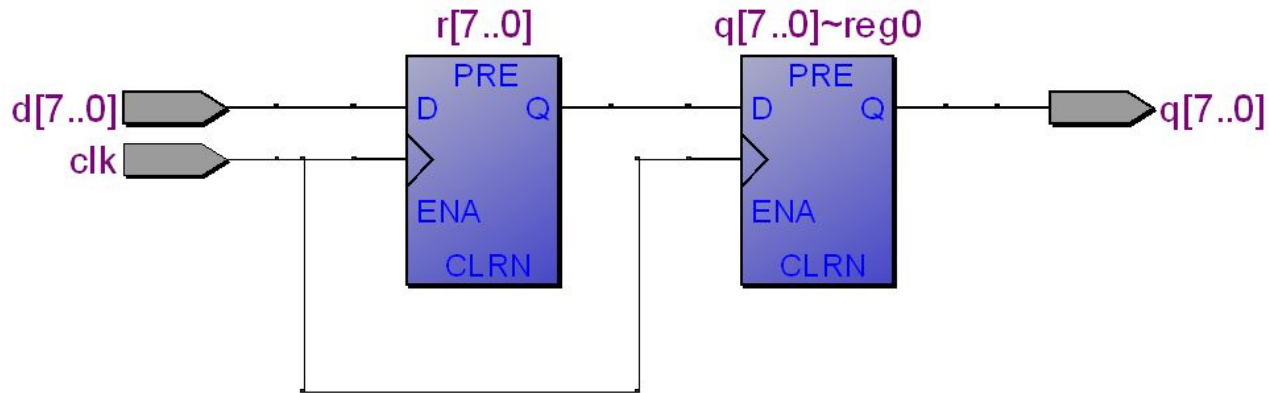 r[7..0]
q[7..0]~reg0
PRE
PRE
d[7..0]
D
Q
D
Q
q[7..0]
clk
ENA
ENA
CLRN
CLRN